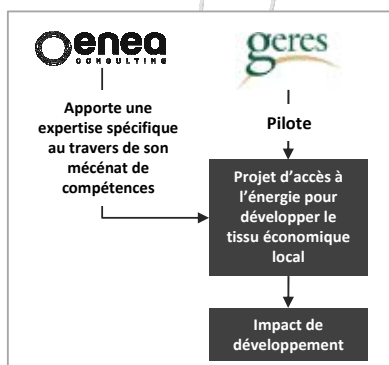 enea
CONSULTING
geres
Apporte une
expertise spécifique
au travers de son
mécénat de
compétences
Pilote
Projet d’accès à
l’énergie pour
développer le
tissu économique
local
Impact de
développement